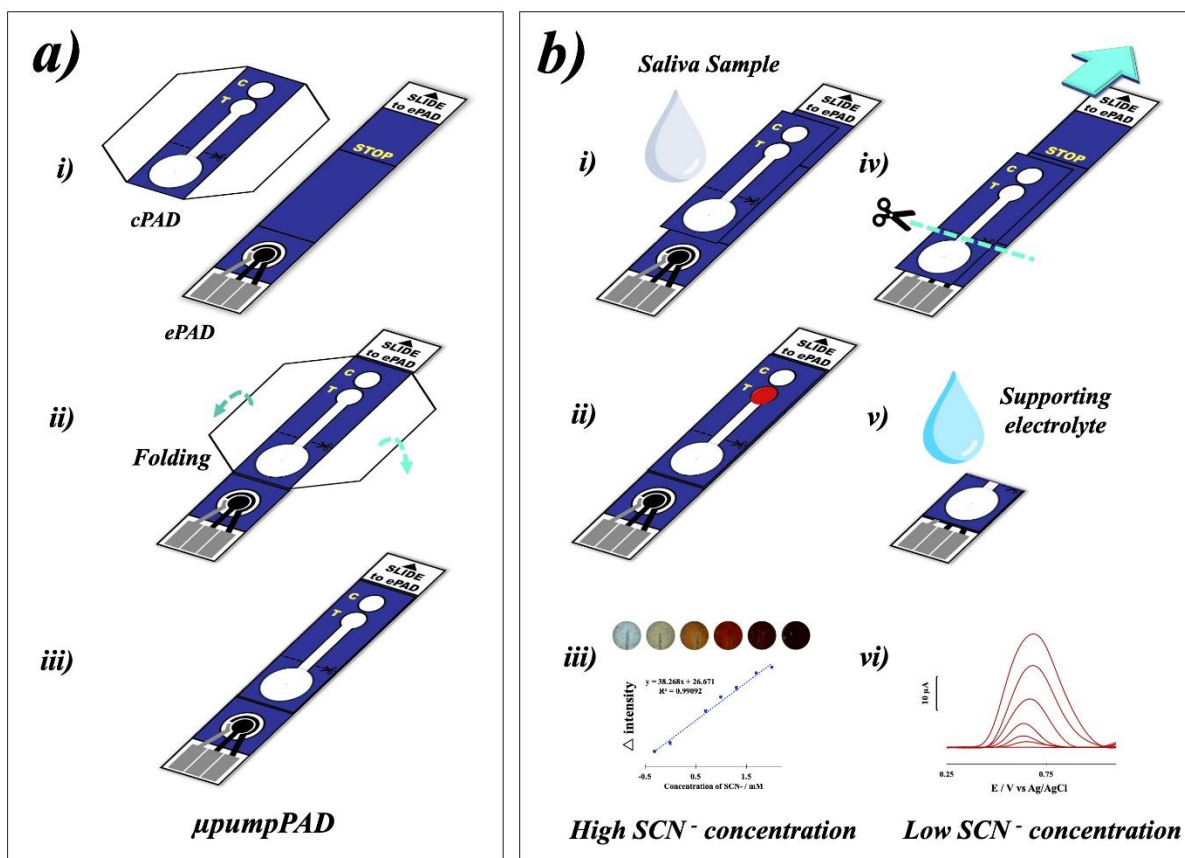 a)
i)
C
T
cPAD
SLIDE
to ePAD
STOP
ePAD
ii)
Folding
C
T
SLIDE
to ePAD
iii)
C
T
SLIDE
to ePAD
μpumpPAD
b)
Saliva Sample
i)
C
T
SLIDE
to ePAD
ii)
C
T
SLIDE
to ePAD
iii)
y = 38.268x + 26.671
R² = 0.99092
△ intensity
-0.5
0.5
1.5
2.5
Concentration of SCN- / mM
High SCN⁻ concentration
iv)
SLIDE
to ePAD
STOP
C
T
v)
Supporting
electrolyte
vi)
10 μA
0.25
0.75
E / V vs Ag/AgCl
Low SCN⁻ concentration